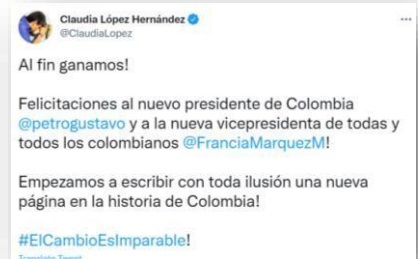 Claudia López Hernández
@ClaudiaLopez
Al fin ganamos!
Felicitaciones al nuevo presidente de Colombia
@petrogustavo y a la nueva vicepresidenta de todas y
todos los colombianos @FranciaMarquezM!
Empezamos a escribir con toda ilusión una nueva
página en la historia de Colombia!
#ElCambioEsImparable!
Translate Tweet